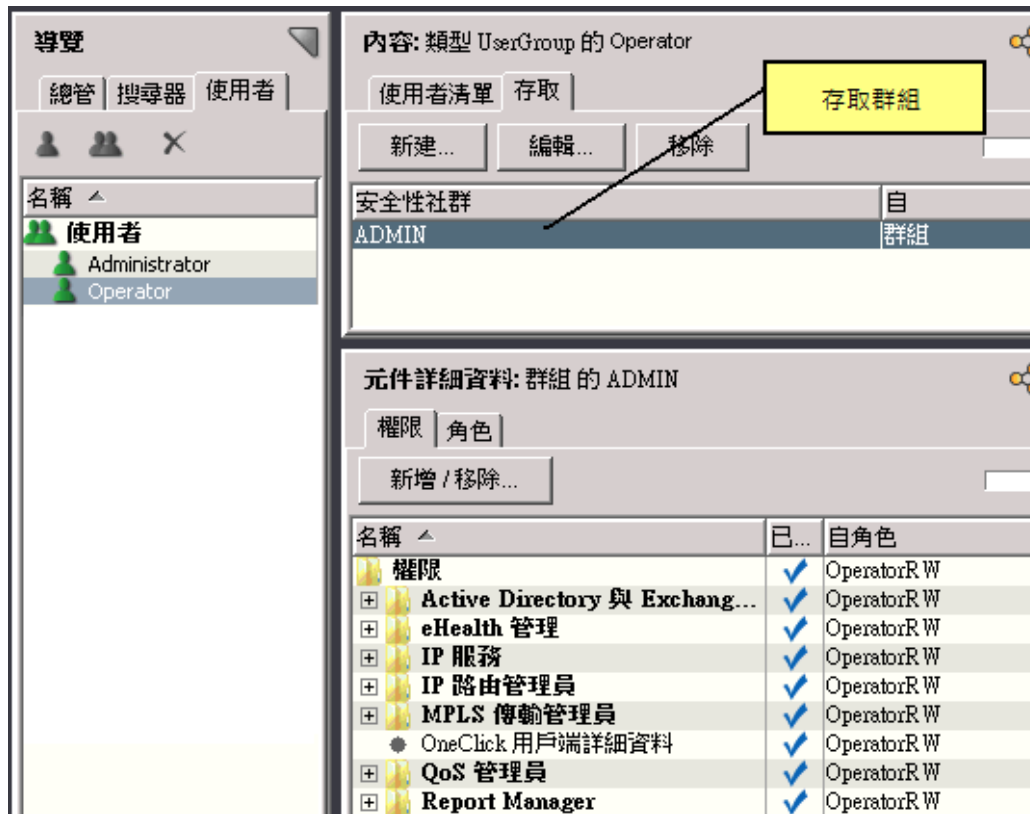 導覽
總管 搜尋器 使用者
名稱
使用者
Administrator
Operator
內容: 類型 UserGroup 的 Operator
使用者清單 存取
存取群組
新建... 編輯... 移除
安全性社群 自
ADMIN 群組
元件詳細資料: 群組 的 ADMIN
權限 角色
新增 / 移除...
名稱 已... 自角色
權限 OperatorRW
Active Directory 與 Exchang... OperatorRW
eHealth 管理 OperatorRW
IP 服務 OperatorRW
IP 路由管理員 OperatorRW
MPLS 傳輸管理員 OperatorRW
OneClick 用戶端詳細資料 OperatorRW
QoS 管理員 OperatorRW
Report Manager OperatorRW